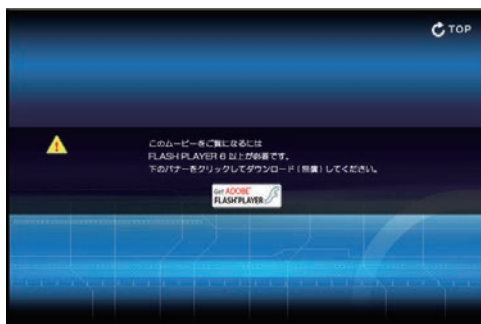 TOP
このムービーをご覧になるには
FLASH PLAYER 6 以上が必要です。
下のバナーをクリックしてダウンロード(無償)してください。
Get ADOBE
FLASH PLAYER